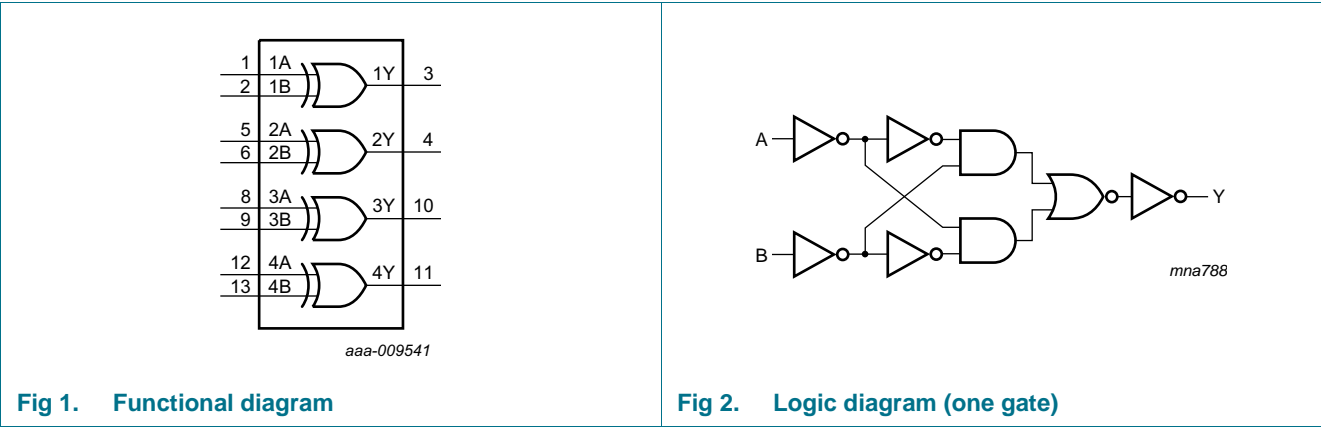 1 1A 1Y 3
2 1B
5 2A 2Y 4
6 2B
8 3A 3Y 10
9 3B
12 4A 4Y 11
13 4B
aaa-009541
Fig 1. Functional diagram
A
B
Y
mna788
Fig 2. Logic diagram (one gate)